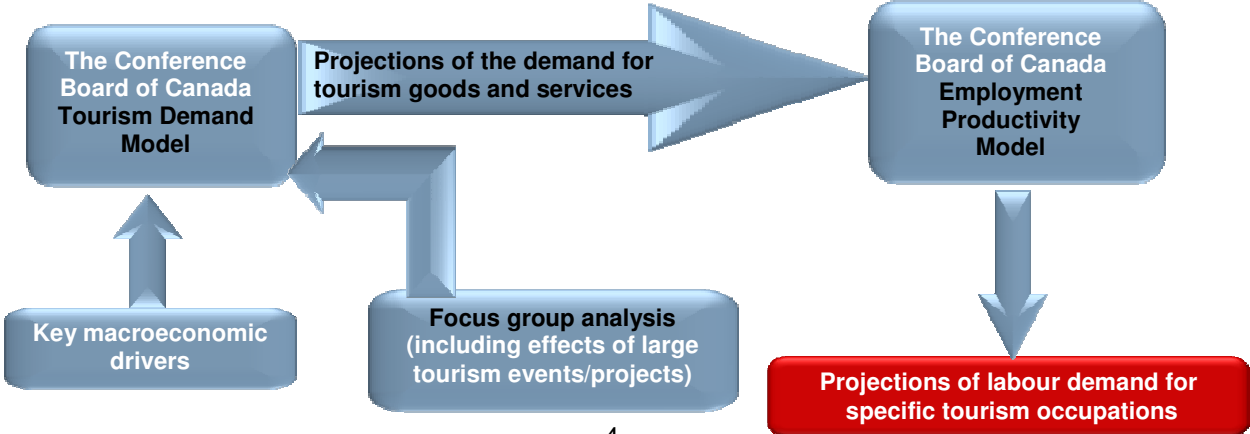 The Conference
Board of Canada
Tourism Demand
Model
Projections of the demand for
tourism goods and services
The Conference
Board of Canada
Employment
Productivity
Model
Key macroeconomic
drivers
Focus group analysis
(including effects of large
tourism events/projects)
Projections of labour demand for
specific tourism occupations